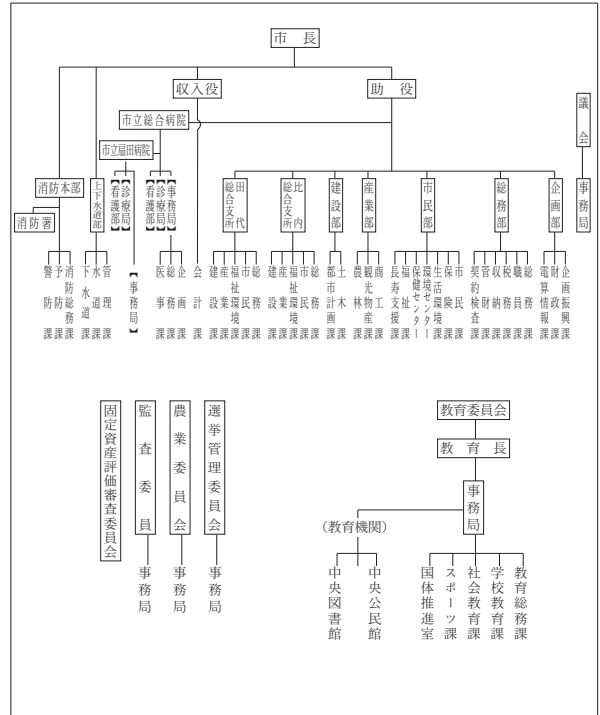 市長
収入役
助役
市立総合病院
市立扇田病院
議会
事務局
消防本部
消防署
上下水道部
【看護部】
【診療局】
【看護部】
【診療局】
【事務局】
田代総合支所
比内総合支所
建設部
産業部
市民部
総務部
企画部
企画振興課
財政課
電算情報課
総務課
職員課
税務課
収納課
管財課
契約検査課
市民課
保険課
生活環境課
環境センター
保健センター
福祉課
長寿支援課
商工課
観光物産課
農林課
土木課
都市計画課
総務課
市民課
福祉環境課
産業課
建設課
総務課
市民課
福祉環境課
産業課
建設課
会計課
企画課
総務課
医事課
【事務局】
管理課
水道課
下水道課
消防総務課
予防課
警防課
選挙管理委員会
事務局
農業委員会
事務局
監査委員
事務局
固定資産評価審査委員会
教育委員会
教育長
事務局
(教育機関)
教育総務課
学校教育課
社会教育課
スポーツ課
国体推進室
中央公民館
中央図書館